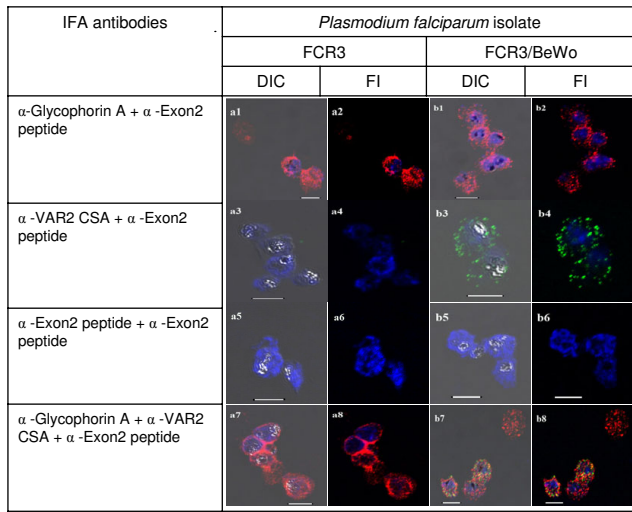 IFA antibodies
.
Plasmodium falciparum isolate
FCR3
FCR3/BeWo
DIC
FI
DIC
FI
α-Glycophorin A + α -Exon2
peptide
a1
a2
b1
b2
α -VAR2 CSA + α -Exon2
peptide
a3
a4
b3
b4
α -Exon2 peptide + α -Exon2
peptide
a5
a6
b5
b6
α -Glycophorin A + α -VAR2
CSA + α -Exon2 peptide
a7
a8
b7
b8